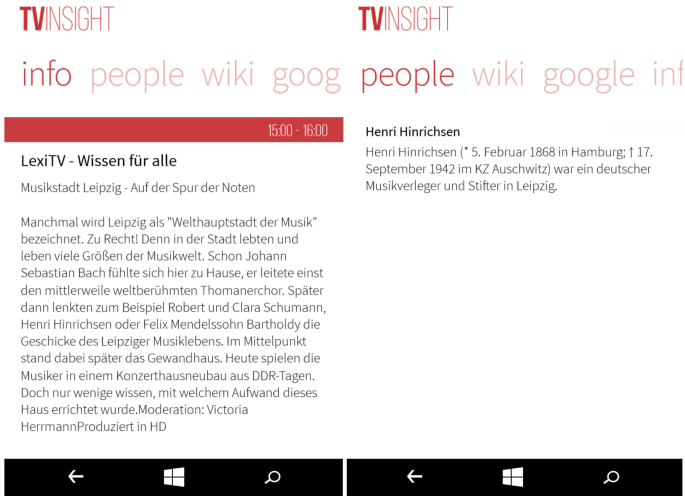 TVINSIGHT
info people wiki goog
15:00 - 16:00
LexiTV - Wissen für alle
Musikstadt Leipzig - Auf der Spur der Noten
Manchmal wird Leipzig als "Welthauptstadt der Musik"
bezeichnet. Zu Recht! Denn in der Stadt lebten und
leben viele Größen der Musikwelt. Schon Johann
Sebastian Bach fühlte sich hier zu Hause, er leitete einst
den mittlerweile weltberühmten Thomanerchor. Später
dann lenkten zum Beispiel Robert und Clara Schumann,
Henri Hinrichsen oder Felix Mendelssohn Bartholdy die
Geschicke des Leipziger Musiklebens. Im Mittelpunkt
stand dabei später das Gewandhaus. Heute spielen die
Musiker in einem Konzerthausneubau aus DDR-Tagen.
Doch nur wenige wissen, mit welchem Aufwand dieses
Haus errichtet wurde.Moderation: Victoria
HerrmannProduziert in HD
TVINSIGHT
people wiki google inf
Henri Hinrichsen
Henri Hinrichsen (* 5. Februar 1868 in Hamburg; † 17.
September 1942 im KZ Auschwitz) war ein deutscher
Musikverleger und Stifter in Leipzig.